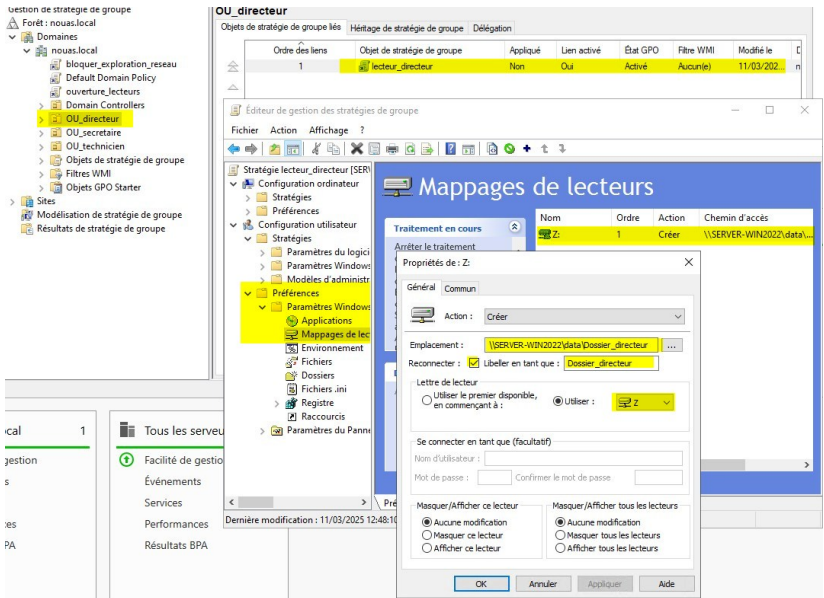 Gestion de stratégie de groupe
Forêt : nouas.local
Domaines
nouas.local
bloquer_exploration_reseau
Default Domain Policy
ouverture_lecteurs
Domain Controllers
OU_directeur
OU_secretaire
OU_technicien
Objets de stratégie de groupe
Filtres WMI
Objets GPO Starter
Sites
Modélisation de stratégie de groupe
Résultats de stratégie de groupe
OU_directeur
Objets de stratégie de groupe liés Héritage de stratégie de groupe Délégation
Ordre des liens Objet de stratégie de groupe Appliqué Lien activé État GPO Filtre WMI Modifié le
1 lecteur_directeur Non Oui Activé Aucun(e) 11/03/202...
Éditeur de gestion des stratégies de groupe
Fichier Action Affichage ?
Stratégie lecteur_directeur [SERV
Configuration ordinateur
Stratégies
Préférences
Configuration utilisateur
Stratégies
Paramètres du logici
Paramètres Windows
Modèles d'administr
Préférences
Paramètres Windows
Applications
Mappages de lec
Environnement
Fichiers
Dossiers
Fichiers .ini
Registre
Raccourcis
Paramètres du Panne
Dernière modification : 11/03/2025 12:48:10
Mappages de lecteurs
Traitement en cours
Arrêter le traitement
Nom Ordre Action Chemin d'accès
Z: 1 Créer \\SERVER-WIN2022\data\...
Pré
Propriétés de : Z:
Général Commun
Action : Créer
Emplacement : \\SERVER-WIN2022\data\Dossier_directeur ...
Reconnecter : Libeller en tant que : Dossier_directeur
Lettre de lecteur
Utiliser le premier disponible, en commençant à :
Utiliser : Z
Se connecter en tant que (facultatif)
Nom d'utilisateur :
Mot de passe : Confirmer le mot de passe
Masquer/Afficher ce lecteur
Aucune modification
Masquer ce lecteur
Afficher ce lecteur
Masquer/Afficher tous les lecteurs
Aucune modification
Masquer tous les lecteurs
Afficher tous les lecteurs
OK Annuler Appliquer Aide
ocal 1
gestion
s
ces
PA
Tous les serveu
Facilité de gestio
Événements
Services
Performances
Résultats BPA